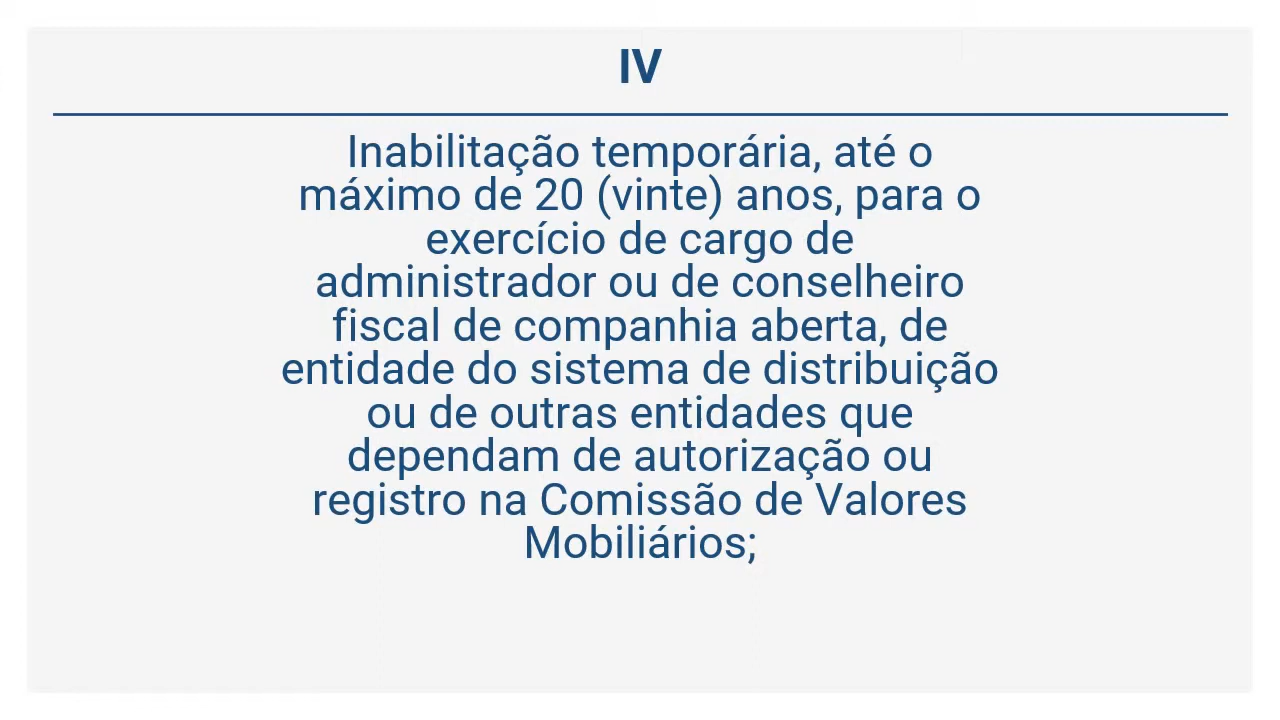 IV
Inabilitação temporária, até o
máximo de 20 (vinte) anos, para o
exercício de cargo de
administrador ou de conselheiro
fiscal de companhia aberta, de
entidade do sistema de distribuição
ou de outras entidades que
dependam de autorização ou
registro na Comissão de Valores
Mobiliários;